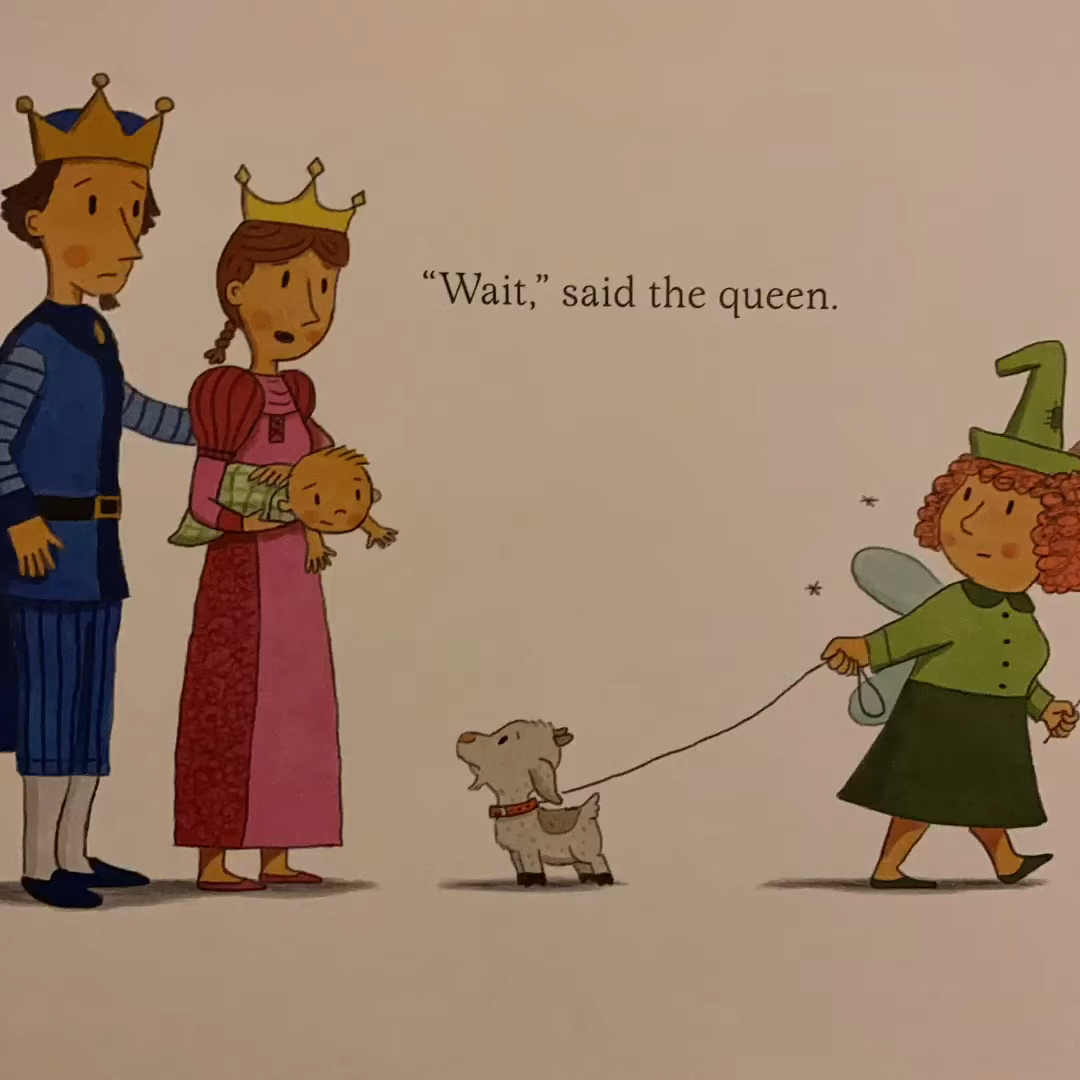 “Wait,” said the queen.